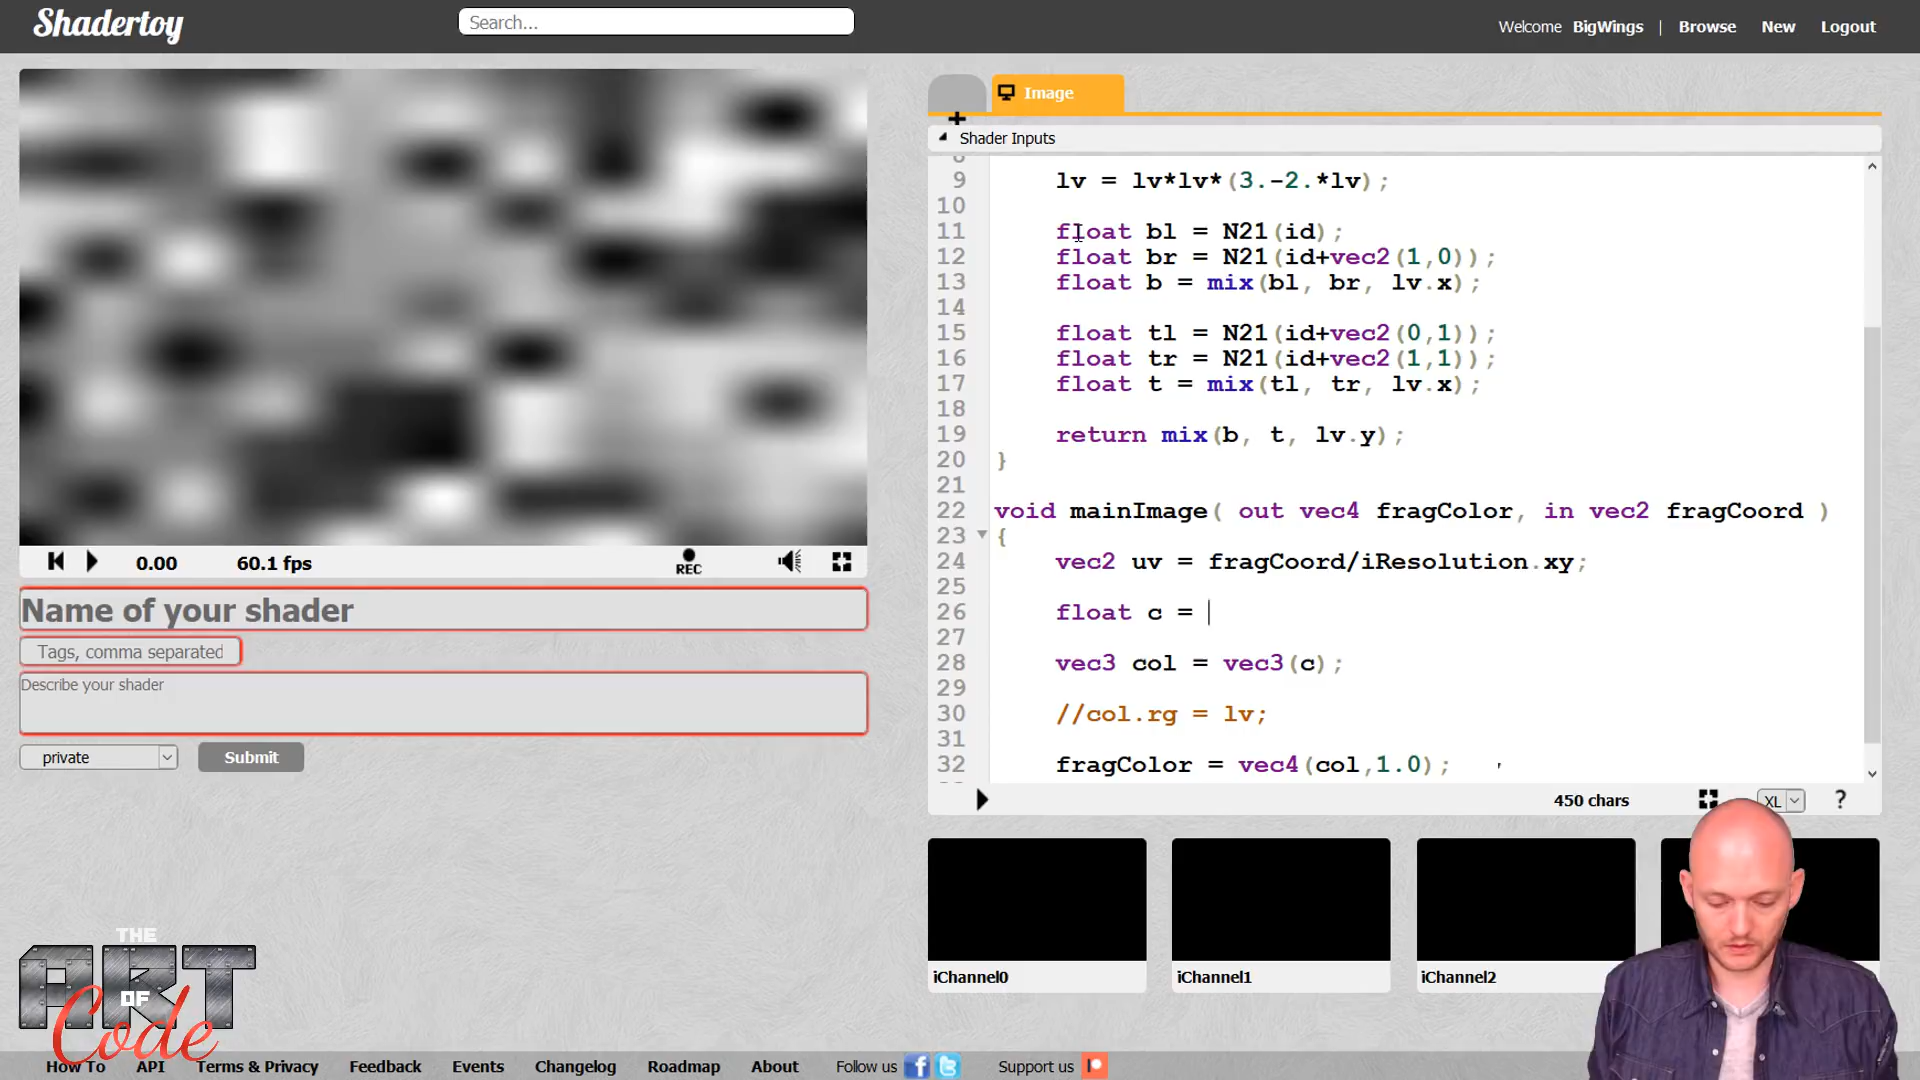 Shadertoy
Search...
Welcome BigWings | Browse New Logout
Image
Shader Inputs
9 lv = lv*lv*(3.-2.*lv);
10
11 float bl = N21(id);
12 float br = N21(id+vec2(1,0));
13 float b = mix(bl, br, lv.x);
14
15 float tl = N21(id+vec2(0,1));
16 float tr = N21(id+vec2(1,1));
17 float t = mix(tl, tr, lv.x);
18
19 return mix(b, t, lv.y);
20 }
21
22 void mainImage( out vec4 fragColor, in vec2 fragCoord )
23 {
24 vec2 uv = fragCoord/iResolution.xy;
25
26 float c =
27
28 vec3 col = vec3(c);
29
30 //col.rg = lv;
31
32 fragColor = vec4(col,1.0);
0.00 60.1 fps REC
Name of your shader
Tags, comma separated
Describe your shader
private Submit
450 chars XL ?
iChannel0 iChannel1 iChannel2
THE
ART
OF
Code
How To API Terms & Privacy Feedback Events Changelog Roadmap About Follow us Support us